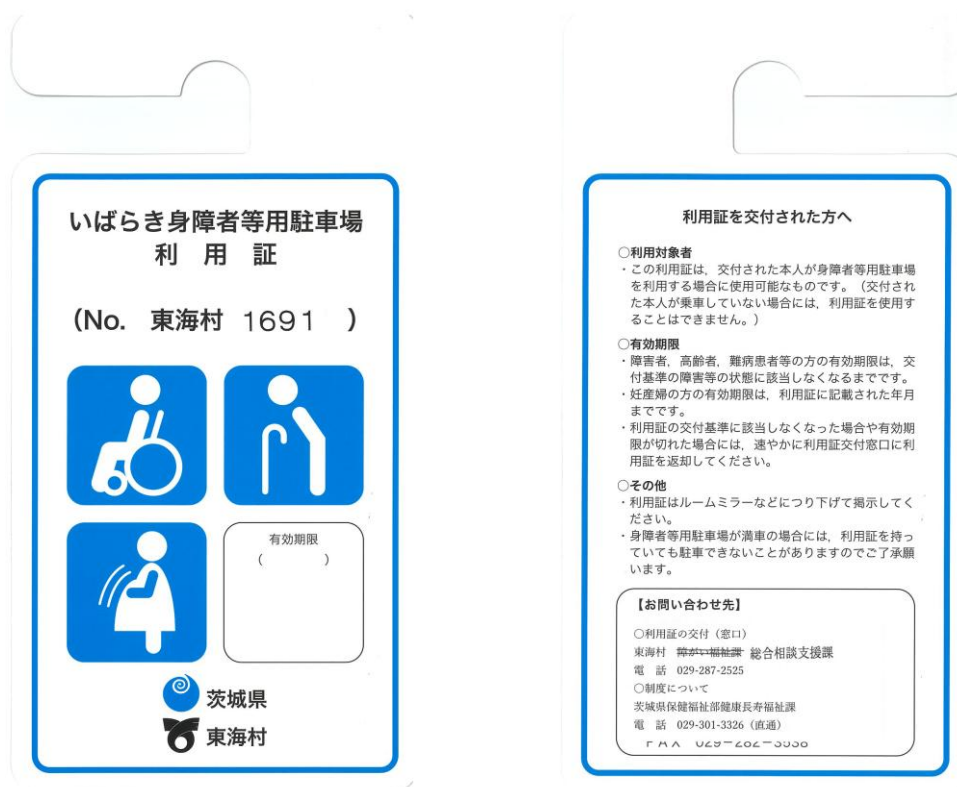 いばらき身障者等用駐車場
利 用 証
(No. 東海村 1691 )
有効期限
( )
茨城県
東海村
利用証を交付された方へ
○利用対象者
・この利用証は，交付された本人が身障者等用駐車場
を利用する場合に使用可能なものです。（交付され
た本人が乗車していない場合には，利用証を使用す
ることはできません。）
○有効期限
・障害者，高齢者，難病患者等の方の有効期限は，交
付基準の障害等の状態に該当しなくなるまでです。
・妊産婦の方の有効期限は，利用証に記載された年月
までです。
・利用証の交付基準に該当しなくなった場合や有効期
限が切れた場合には，速やかに利用証交付窓口に利
用証を返却してください。
○その他
・利用証はルームミラーなどにつり下げて掲示してく
ださい。
・身障者等用駐車場が満車の場合には，利用証を持っ
ていても駐車できないことがありますのでご了承願
います。
【お問い合わせ先】
○利用証の交付（窓口）
東海村 障がい福祉課 総合相談支援課
電 話 029-287-2525
○制度について
茨城県保健福祉部健康長寿福祉課
電 話 029-301-3326（直通）
FAX 029−282−3538